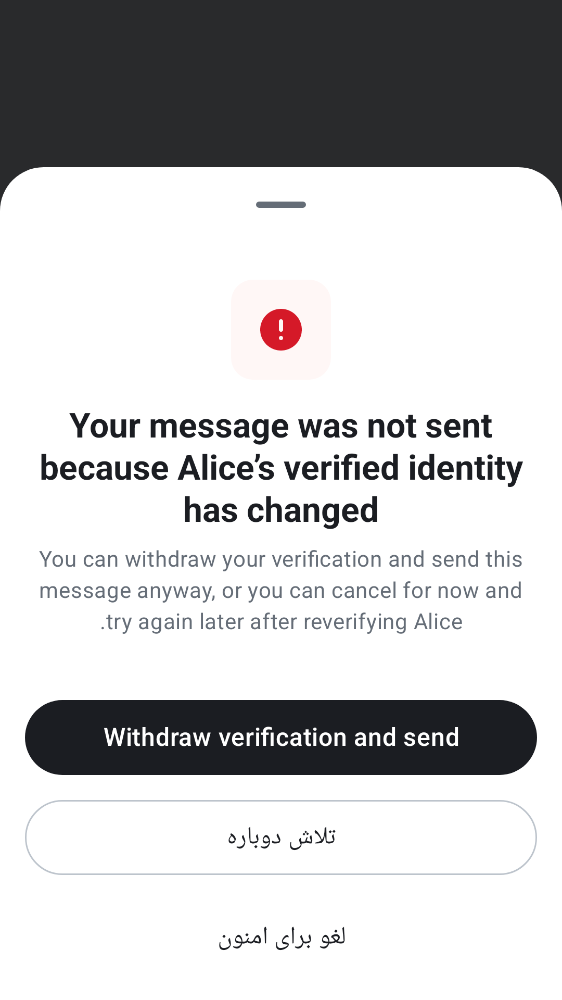 Your message was not sent
because Alice’s verified identity
has changed
You can withdraw your verification and send this
message anyway, or you can cancel for now and
.try again later after reverifying Alice
Withdraw verification and send
تلاش دوباره
لغو برای امنون